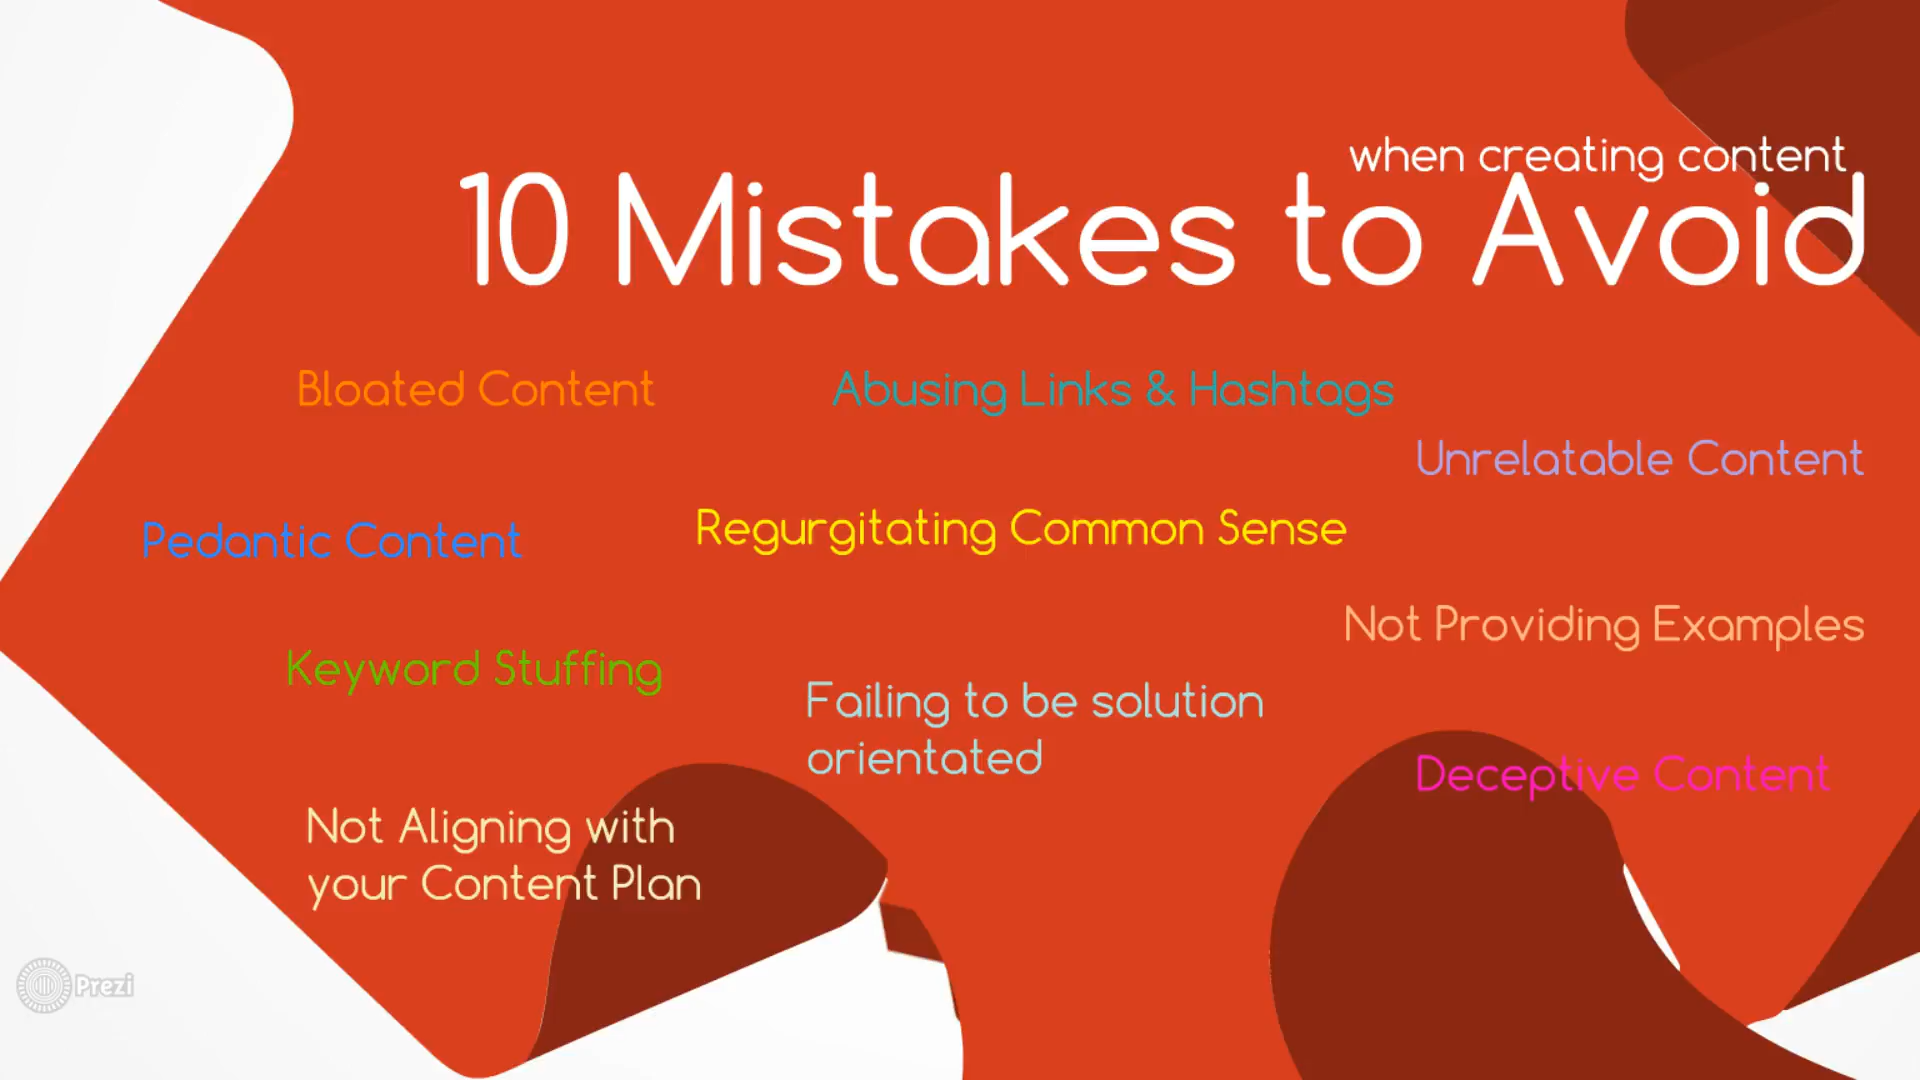 when creating content
10 Mistakes to Avoid
Bloated Content
Abusing Links & Hashtags
Unrelatable Content
Pedantic Content
Regurgitating Common Sense
Not Providing Examples
Keyword Stuffing
Failing to be solution
orientated
Deceptive Content
Not Aligning with
your Content Plan
Prezi